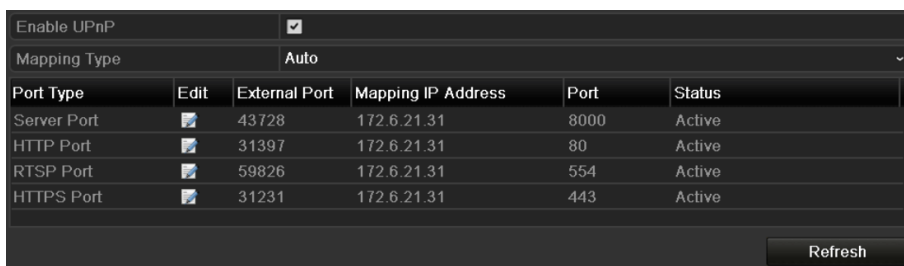 Enable UPnP
Mapping Type Auto
Port Type Edit External Port Mapping IP Address Port Status
Server Port 43728 172.6.21.31 8000 Active
HTTP Port 31397 172.6.21.31 80 Active
RTSP Port 59826 172.6.21.31 554 Active
HTTPS Port 31231 172.6.21.31 443 Active
Refresh